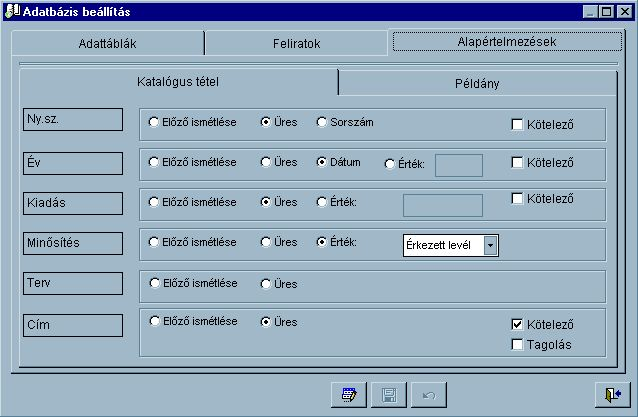 Adatbázis beállítás
Adattáblák Feliratok Alapértelmezések
Katalógus tétel Példány
Ny.sz. Előző ismétlése Üres Sorszám Kötelező
Év Előző ismétlése Üres Dátum Érték: Kötelező
Kiadás Előző ismétlése Üres Érték: Kötelező
Minősítés Előző ismétlése Üres Érték: Érkezett levél
Terv Előző ismétlése Üres
Cím Előző ismétlése Üres Kötelező
Tagolás